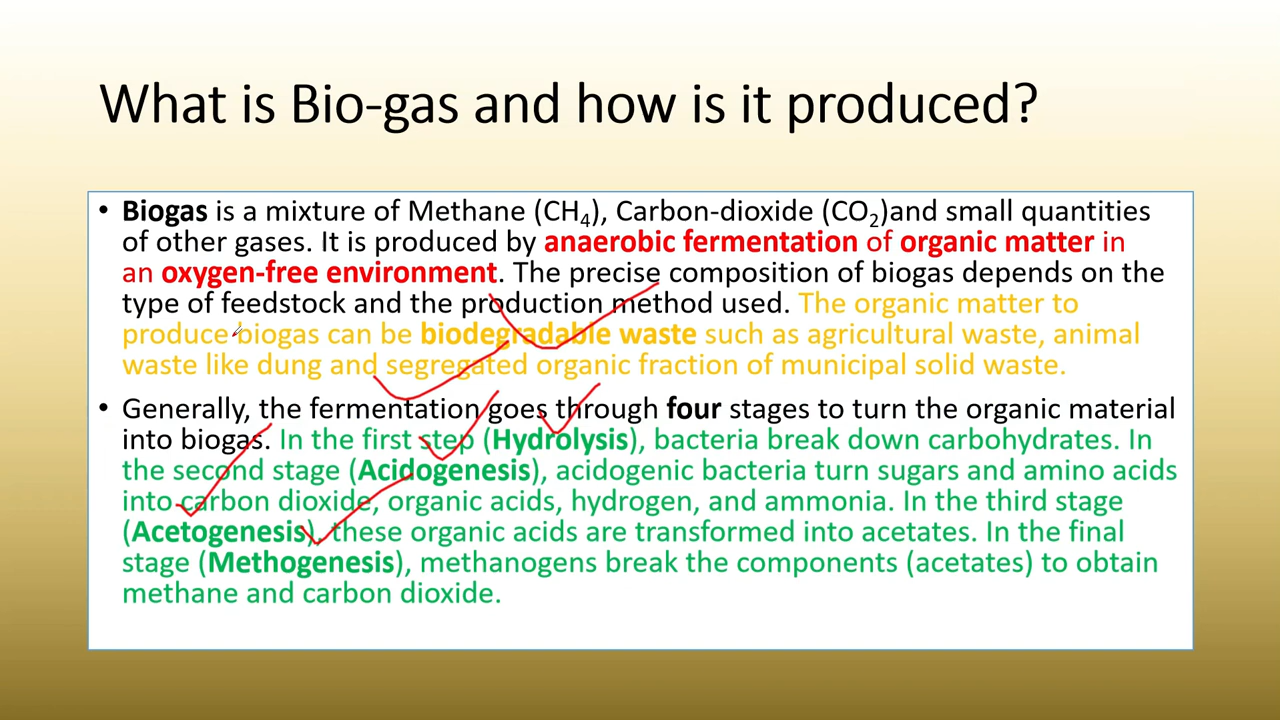 What is Bio-gas and how is it produced?
• Biogas is a mixture of Methane (CH₄), Carbon-dioxide (CO₂)and small quantities
of other gases. It is produced by anaerobic fermentation of organic matter in
an oxygen-free environment. The precise composition of biogas depends on the
type of feedstock and the production method used. The organic matter to
produce biogas can be biodegradable waste such as agricultural waste, animal
waste like dung and segregated organic fraction of municipal solid waste.
• Generally, the fermentation goes through four stages to turn the organic material
into biogas. In the first step (Hydrolysis), bacteria break down carbohydrates. In
the second stage (Acidogenesis), acidogenic bacteria turn sugars and amino acids
into carbon dioxide, organic acids, hydrogen, and ammonia. In the third stage
(Acetogenesis), these organic acids are transformed into acetates. In the final
stage (Methogenesis), methanogens break the components (acetates) to obtain
methane and carbon dioxide.